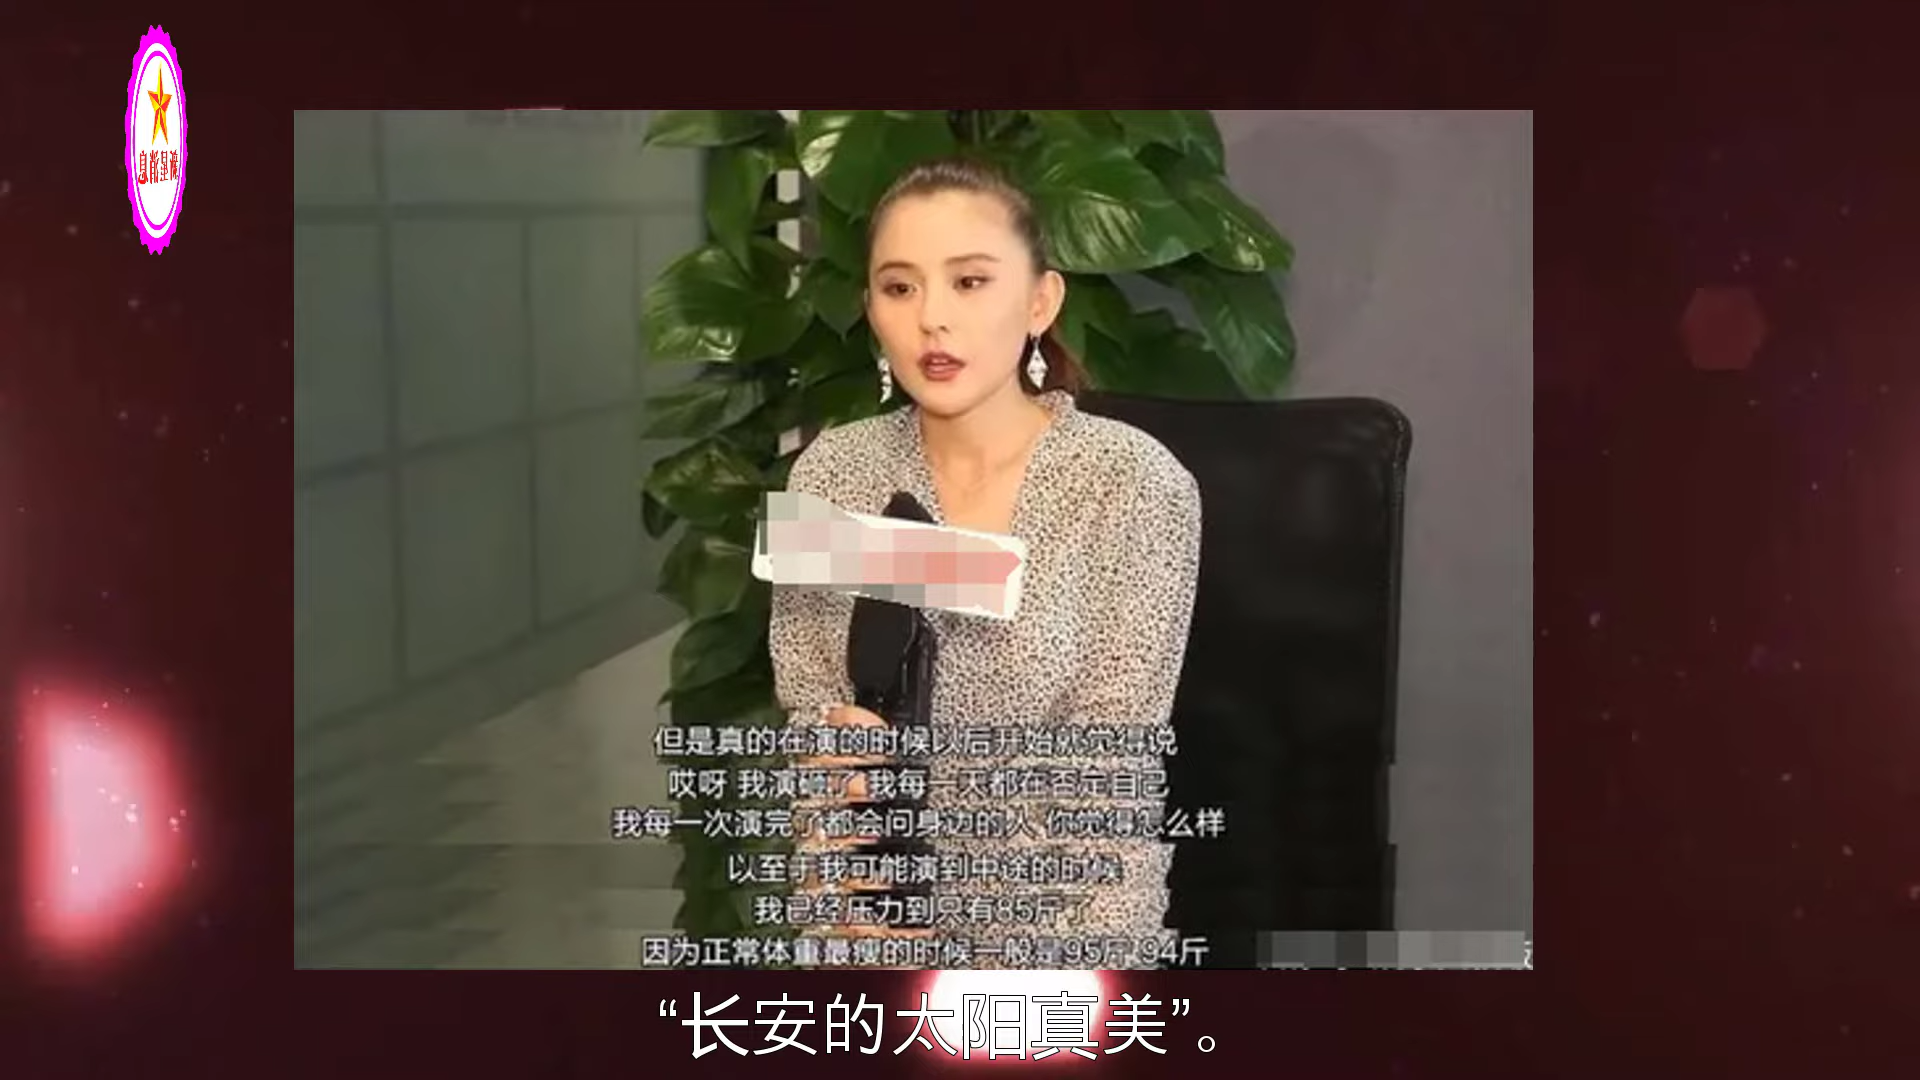 但是真的在演的时候以后开始就觉得说
哎呀 我演砸了 我每一天都在否定自己
我每一次演完了都会问身边的人 你觉得怎么样
以至于我可能演到中途的时候
我已经压力到只有85斤了
因为正常体重最瘦的时候一般是95斤94斤
“长安的太阳真美”。